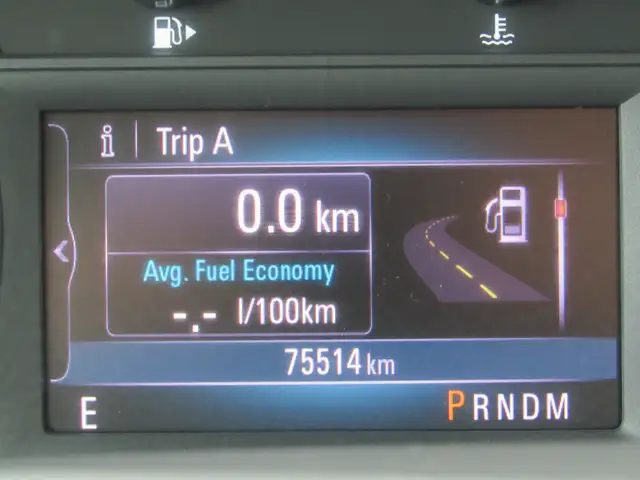 i Trip A
0.0 km
Avg. Fuel Economy
-.- l/100km
75514 km
E PRNDM